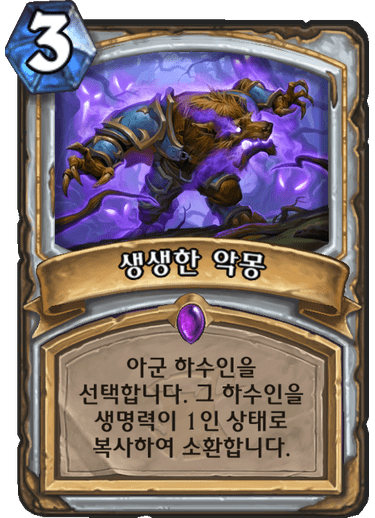 3
생생한 악몽
아군 하수인을
선택합니다. 그 하수인을
생명력이 1인 상태로
복사하여 소환합니다.